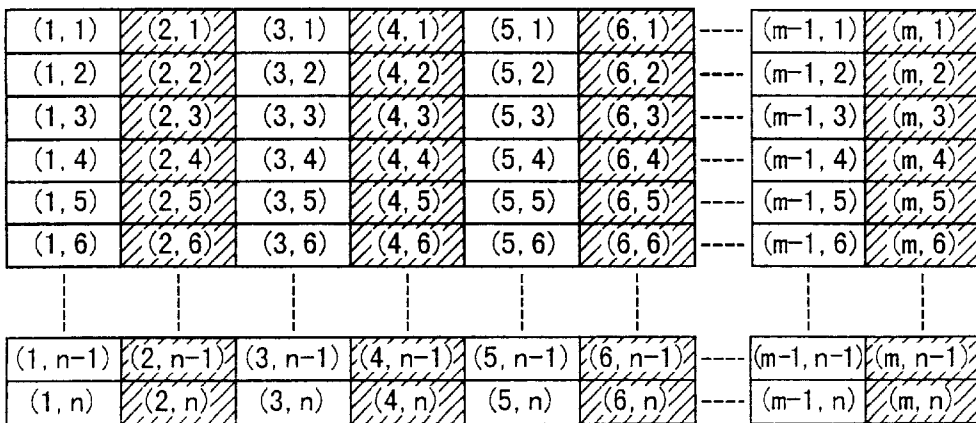 (1, 1) (2, 1) (3, 1) (4, 1) (5, 1) (6, 1) (m-1, 1) (m, 1)
(1, 2) (2, 2) (3, 2) (4, 2) (5, 2) (6, 2) (m-1, 2) (m, 2)
(1, 3) (2, 3) (3, 3) (4, 3) (5, 3) (6, 3) (m-1, 3) (m, 3)
(1, 4) (2, 4) (3, 4) (4, 4) (5, 4) (6, 4) (m-1, 4) (m, 4)
(1, 5) (2, 5) (3, 5) (4, 5) (5, 5) (6, 5) (m-1, 5) (m, 5)
(1, 6) (2, 6) (3, 6) (4, 6) (5, 6) (6, 6) (m-1, 6) (m, 6)
(1, n-1) (2, n-1) (3, n-1) (4, n-1) (5, n-1) (6, n-1) (m-1, n-1) (m, n-1)
(1, n) (2, n) (3, n) (4, n) (5, n) (6, n) (m-1, n) (m, n)